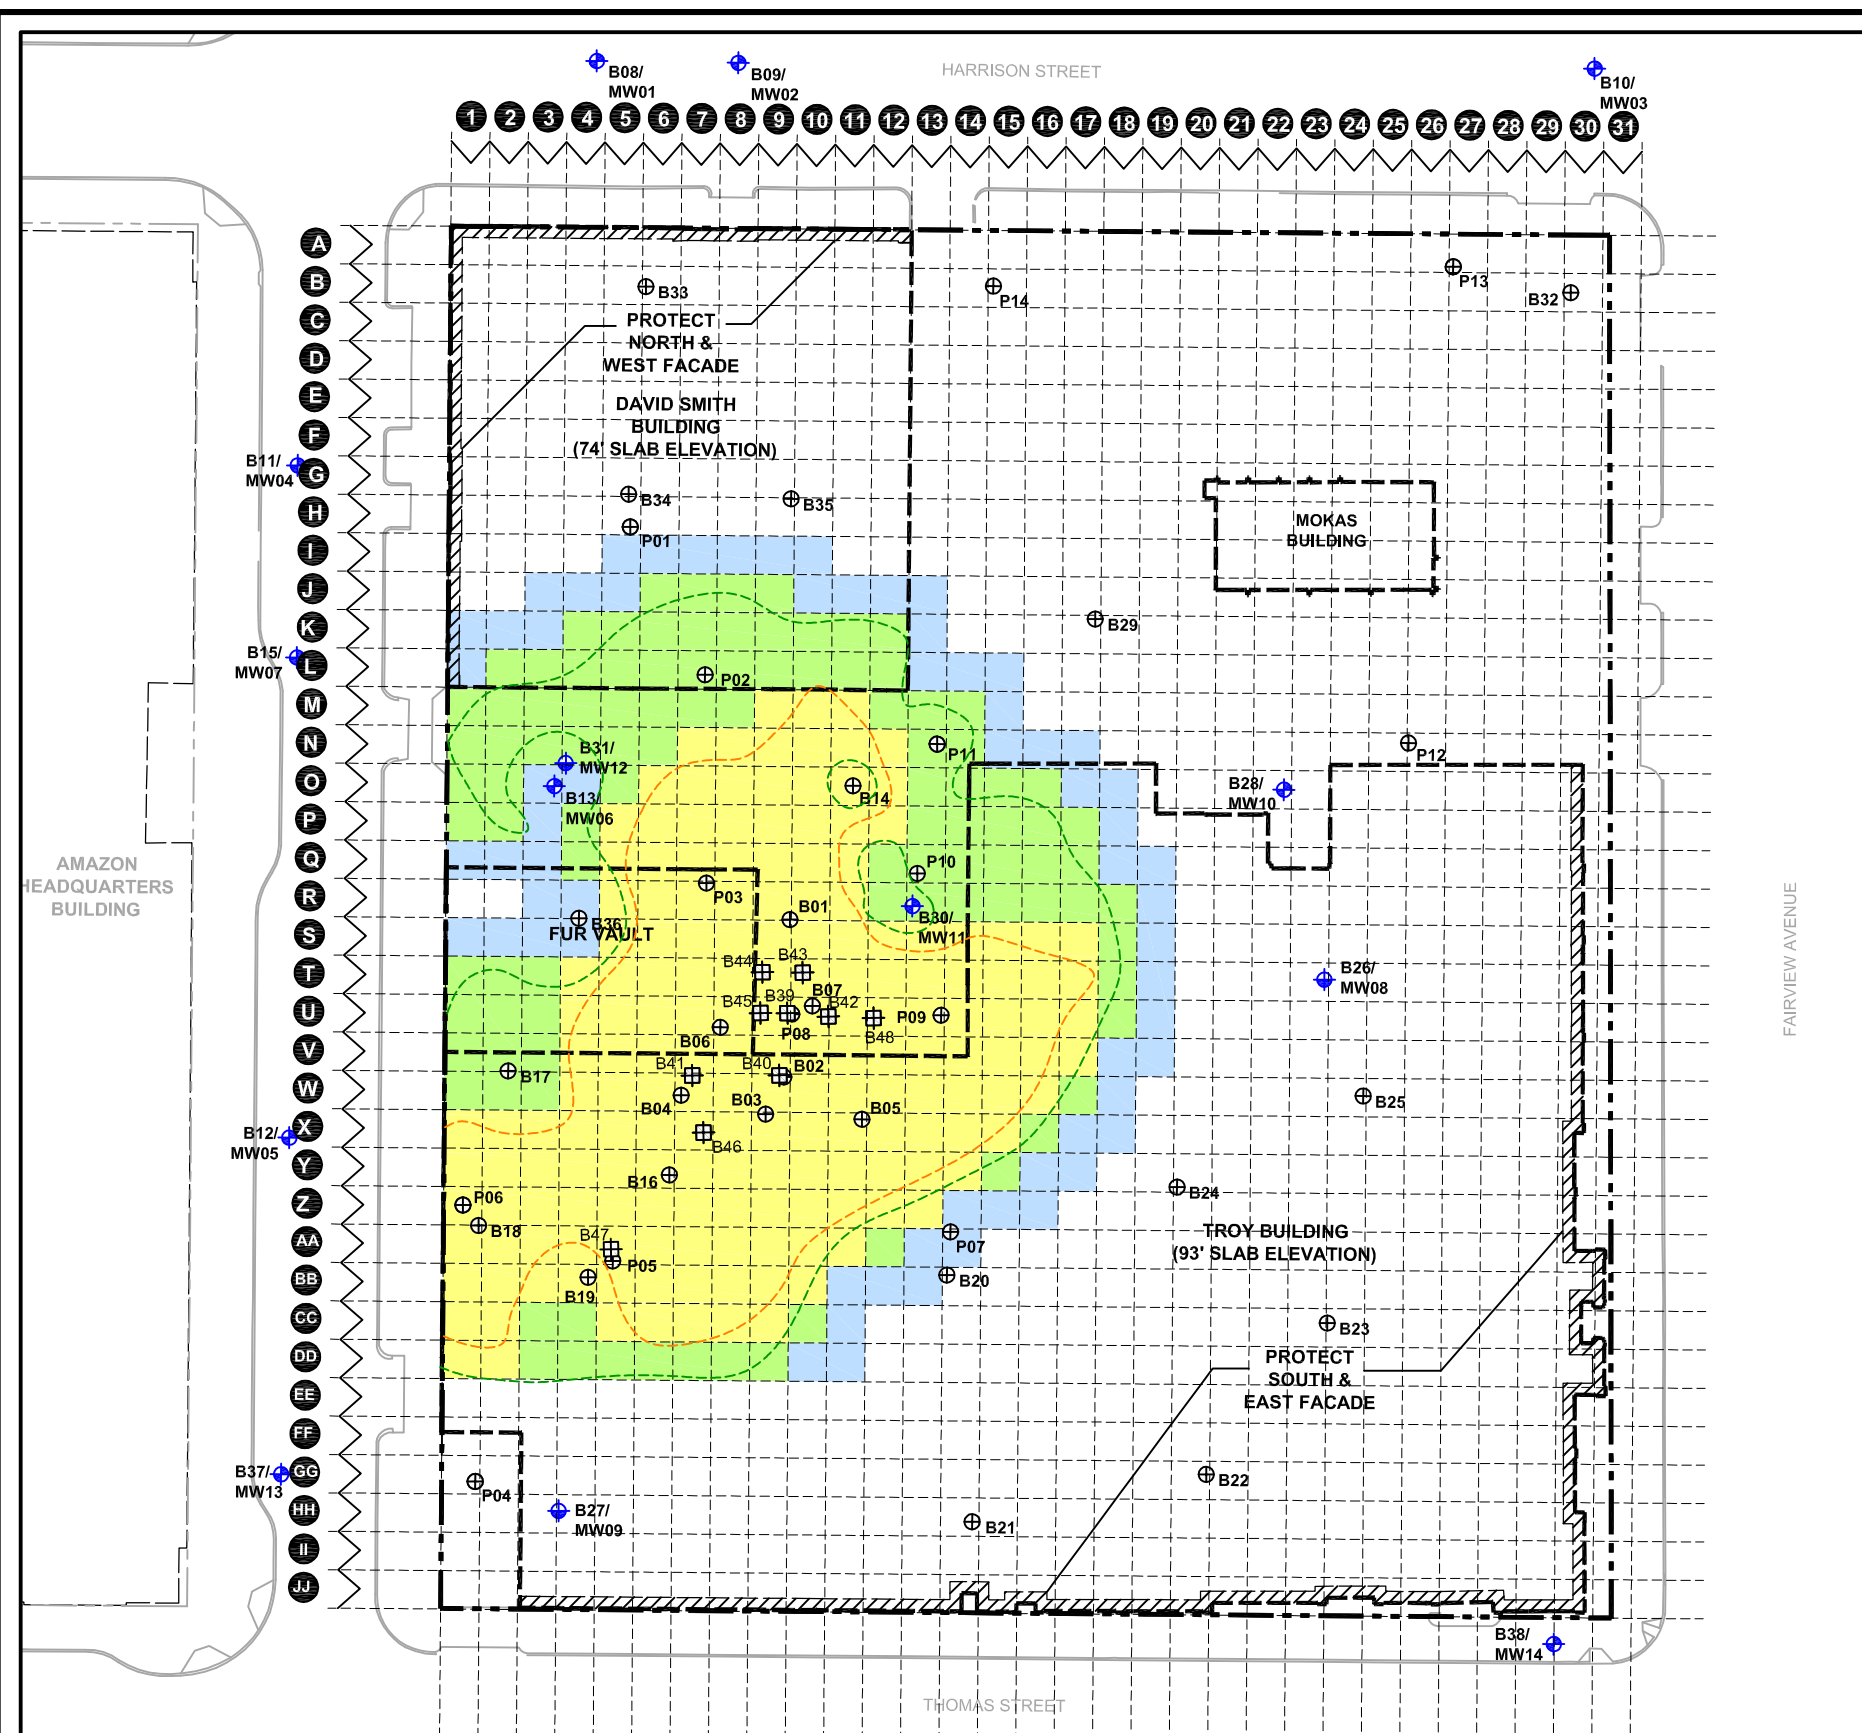 HARRISON STREET
B08/
MW01
B09/
MW02
B10/
MW03
1 2 3 4 5 6 7 8 9 10 11 12 13 14 15 16 17 18 19 20 21 22 23 24 25 26 27 28 29 30 31
A
B
C
D
E
F
G
H
I
J
K
L
M
N
O
P
Q
R
S
T
U
V
W
X
Y
Z
AA
BB
CC
DD
EE
FF
GG
HH
II
JJ
B33
P14
P13
B32
PROTECT
NORTH &
WEST FACADE
DAVID SMITH
BUILDING
(74' SLAB ELEVATION)
B11/
MW04
B34
B35
P01
MOKAS
BUILDING
B29
B15/
MW07
P02
B31/
MW12
P11
P12
B13/
MW06
B14
B28/
MW10
AMAZON
HEADQUARTERS
BUILDING
P10
P03
B01
B30/
MW11
B36
FUR VAULT
FAIRVIEW AVENUE
B44
B43
B26/
MW08
B45
B39
B07
B42
P09
P08
B48
B06
B41
B40
B02
B17
B04
B03
B05
B25
B12/
MW05
B46
B16
B24
P06
B18
B47
P05
P07
TROY BUILDING
(93' SLAB ELEVATION)
B20
B19
B23
PROTECT
SOUTH &
EAST FACADE
B37/
MW13
P04
B27/
MW09
B22
B21
B38/
MW14
THOMAS STREET